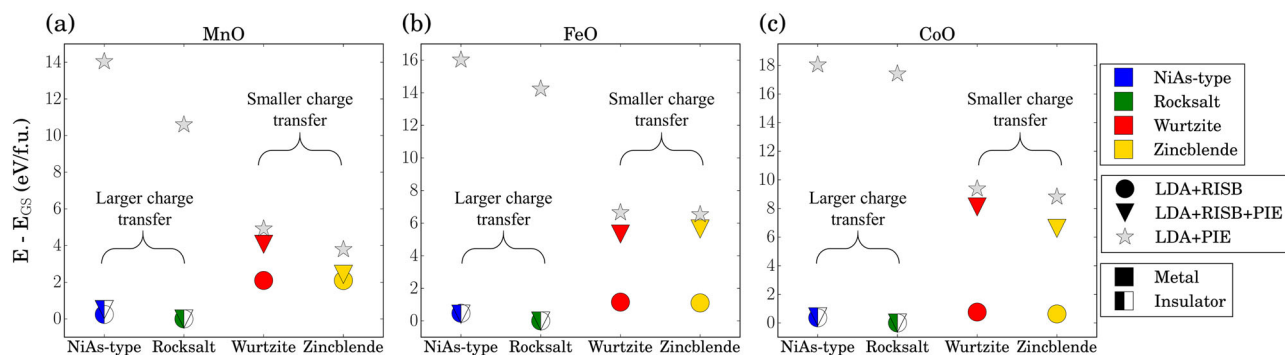 (a)
MnO
E - E_GS (eV/f.u.)
14
12
10
8
6
4
2
0
Larger charge
transfer
Smaller charge
transfer
NiAs-type Rocksalt Wurtzite Zincblende
(b)
FeO
16
14
12
10
8
6
4
2
0
Larger charge
transfer
Smaller charge
transfer
NiAs-type Rocksalt Wurtzite Zincblende
(c)
CoO
20
18
16
14
12
10
8
6
4
2
0
Larger charge
transfer
Smaller charge
transfer
NiAs-type Rocksalt Wurtzite Zincblende
NiAs-type
Rocksalt
Wurtzite
Zincblende
LDA+RISB
LDA+RISB+PIE
LDA+PIE
Metal
Insulator